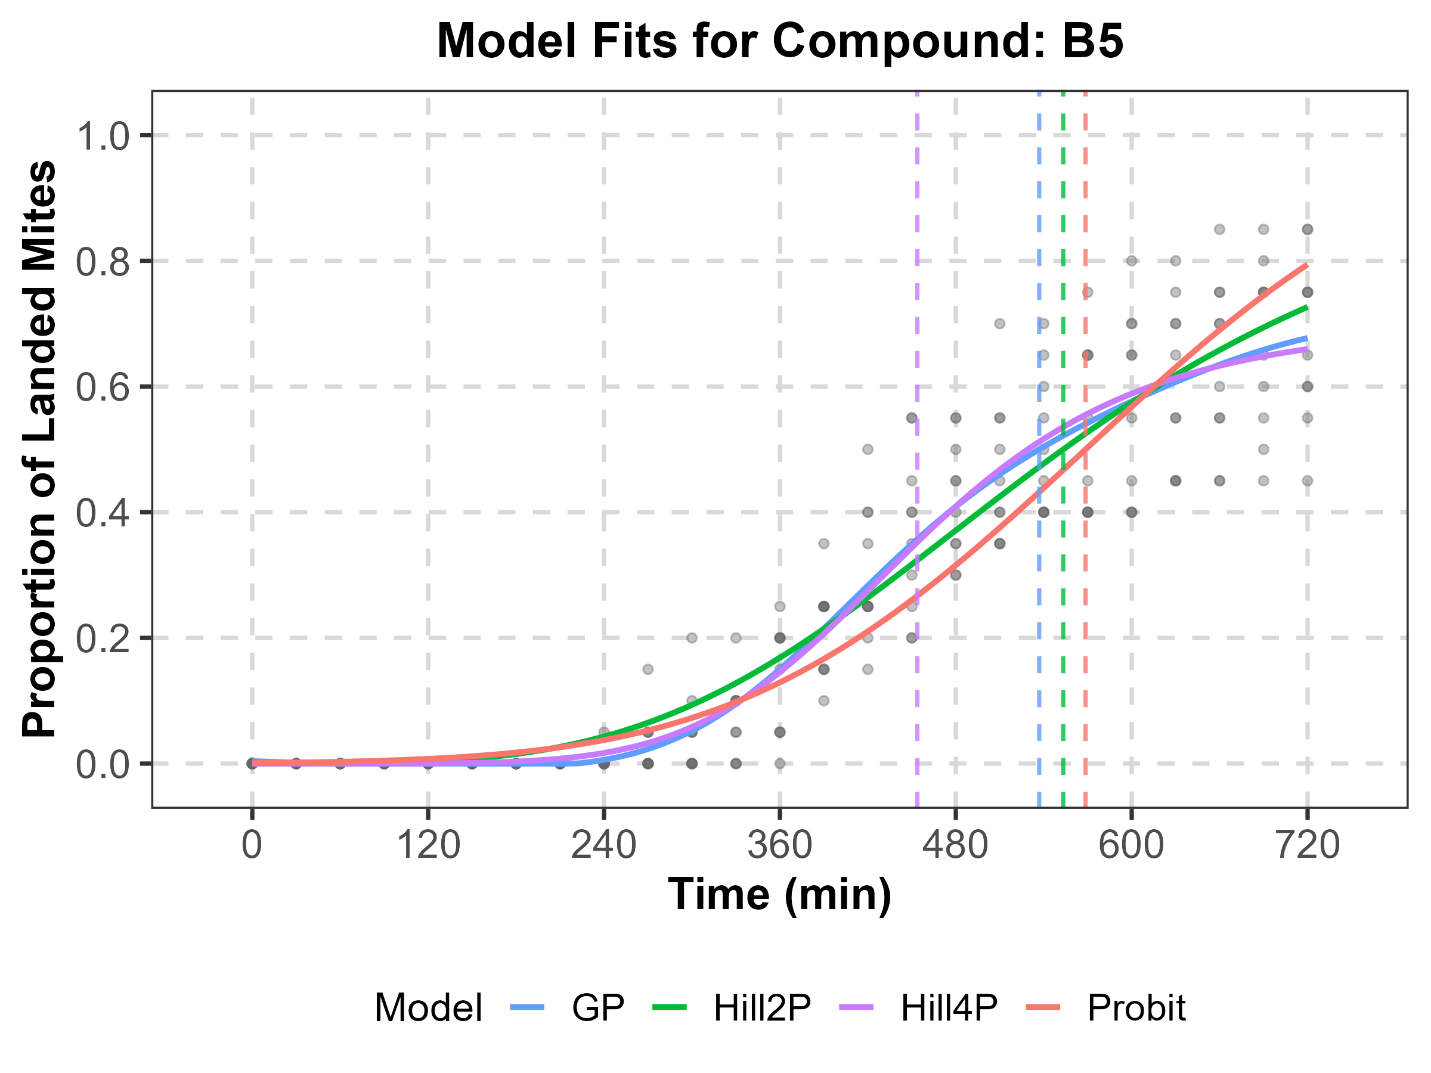 Model Fits for Compound: B5
Proportion of Landed Mites
1.0
0.8
0.6
0.4
0.2
0.0
0 120 240 360 480 600 720
Time (min)
Model GP Hill2P Hill4P Probit